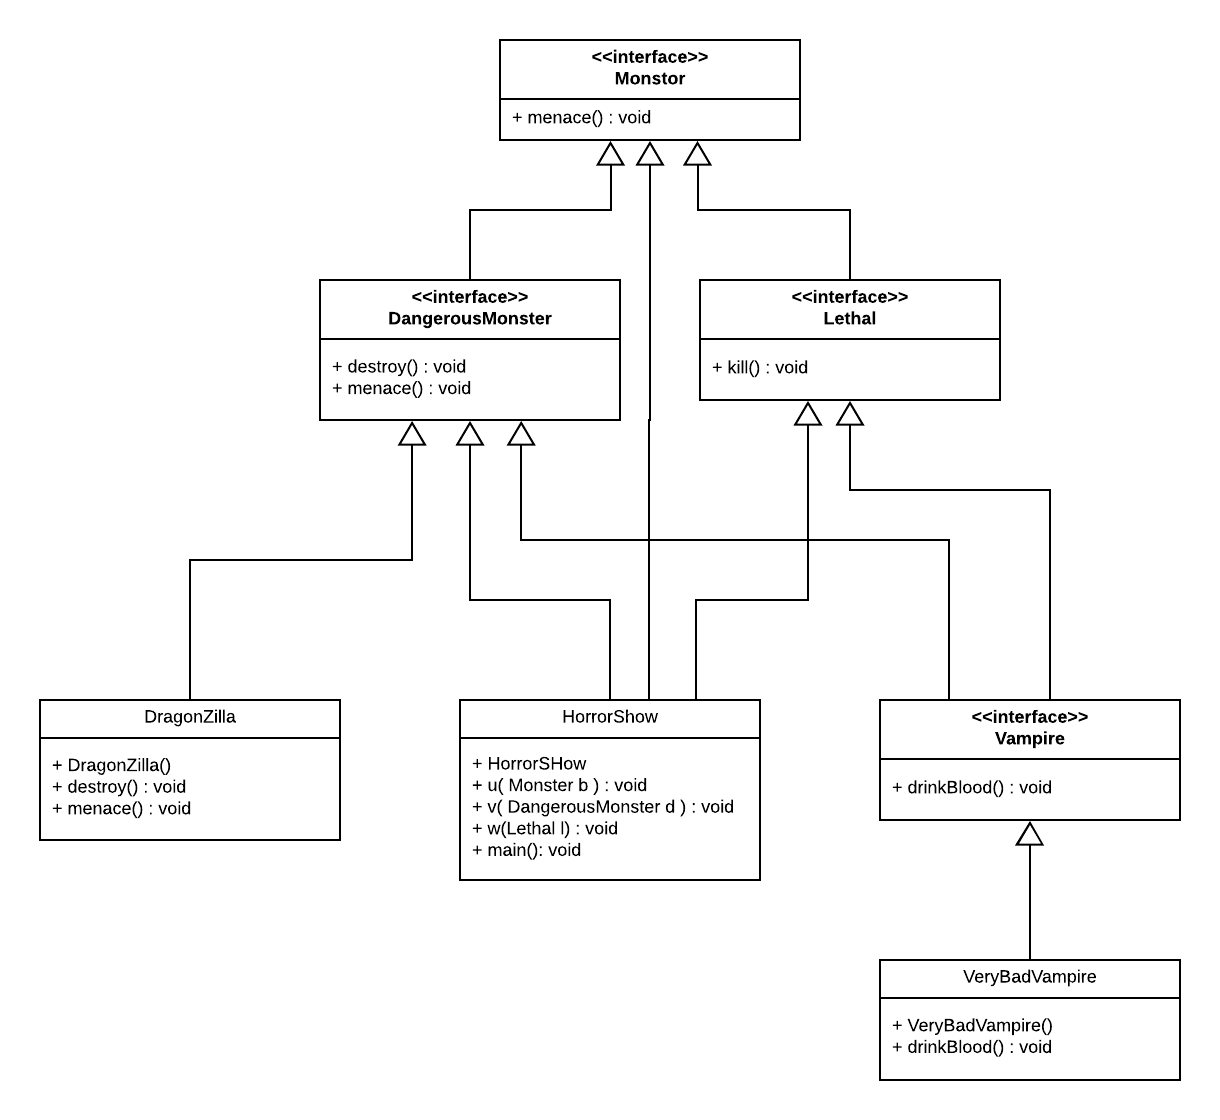 <<interface>>
Monstor
+ menace() : void
<<interface>>
DangerousMonster
+ destroy() : void
+ menace() : void
<<interface>>
Lethal
+ kill() : void
DragonZilla
+ DragonZilla()
+ destroy() : void
+ menace() : void
HorrorShow
+ HorrorSHow
+ u( Monster b ) : void
+ v( DangerousMonster d ) : void
+ w(Lethal l) : void
+ main(): void
<<interface>>
Vampire
+ drinkBlood() : void
VeryBadVampire
+ VeryBadVampire()
+ drinkBlood() : void